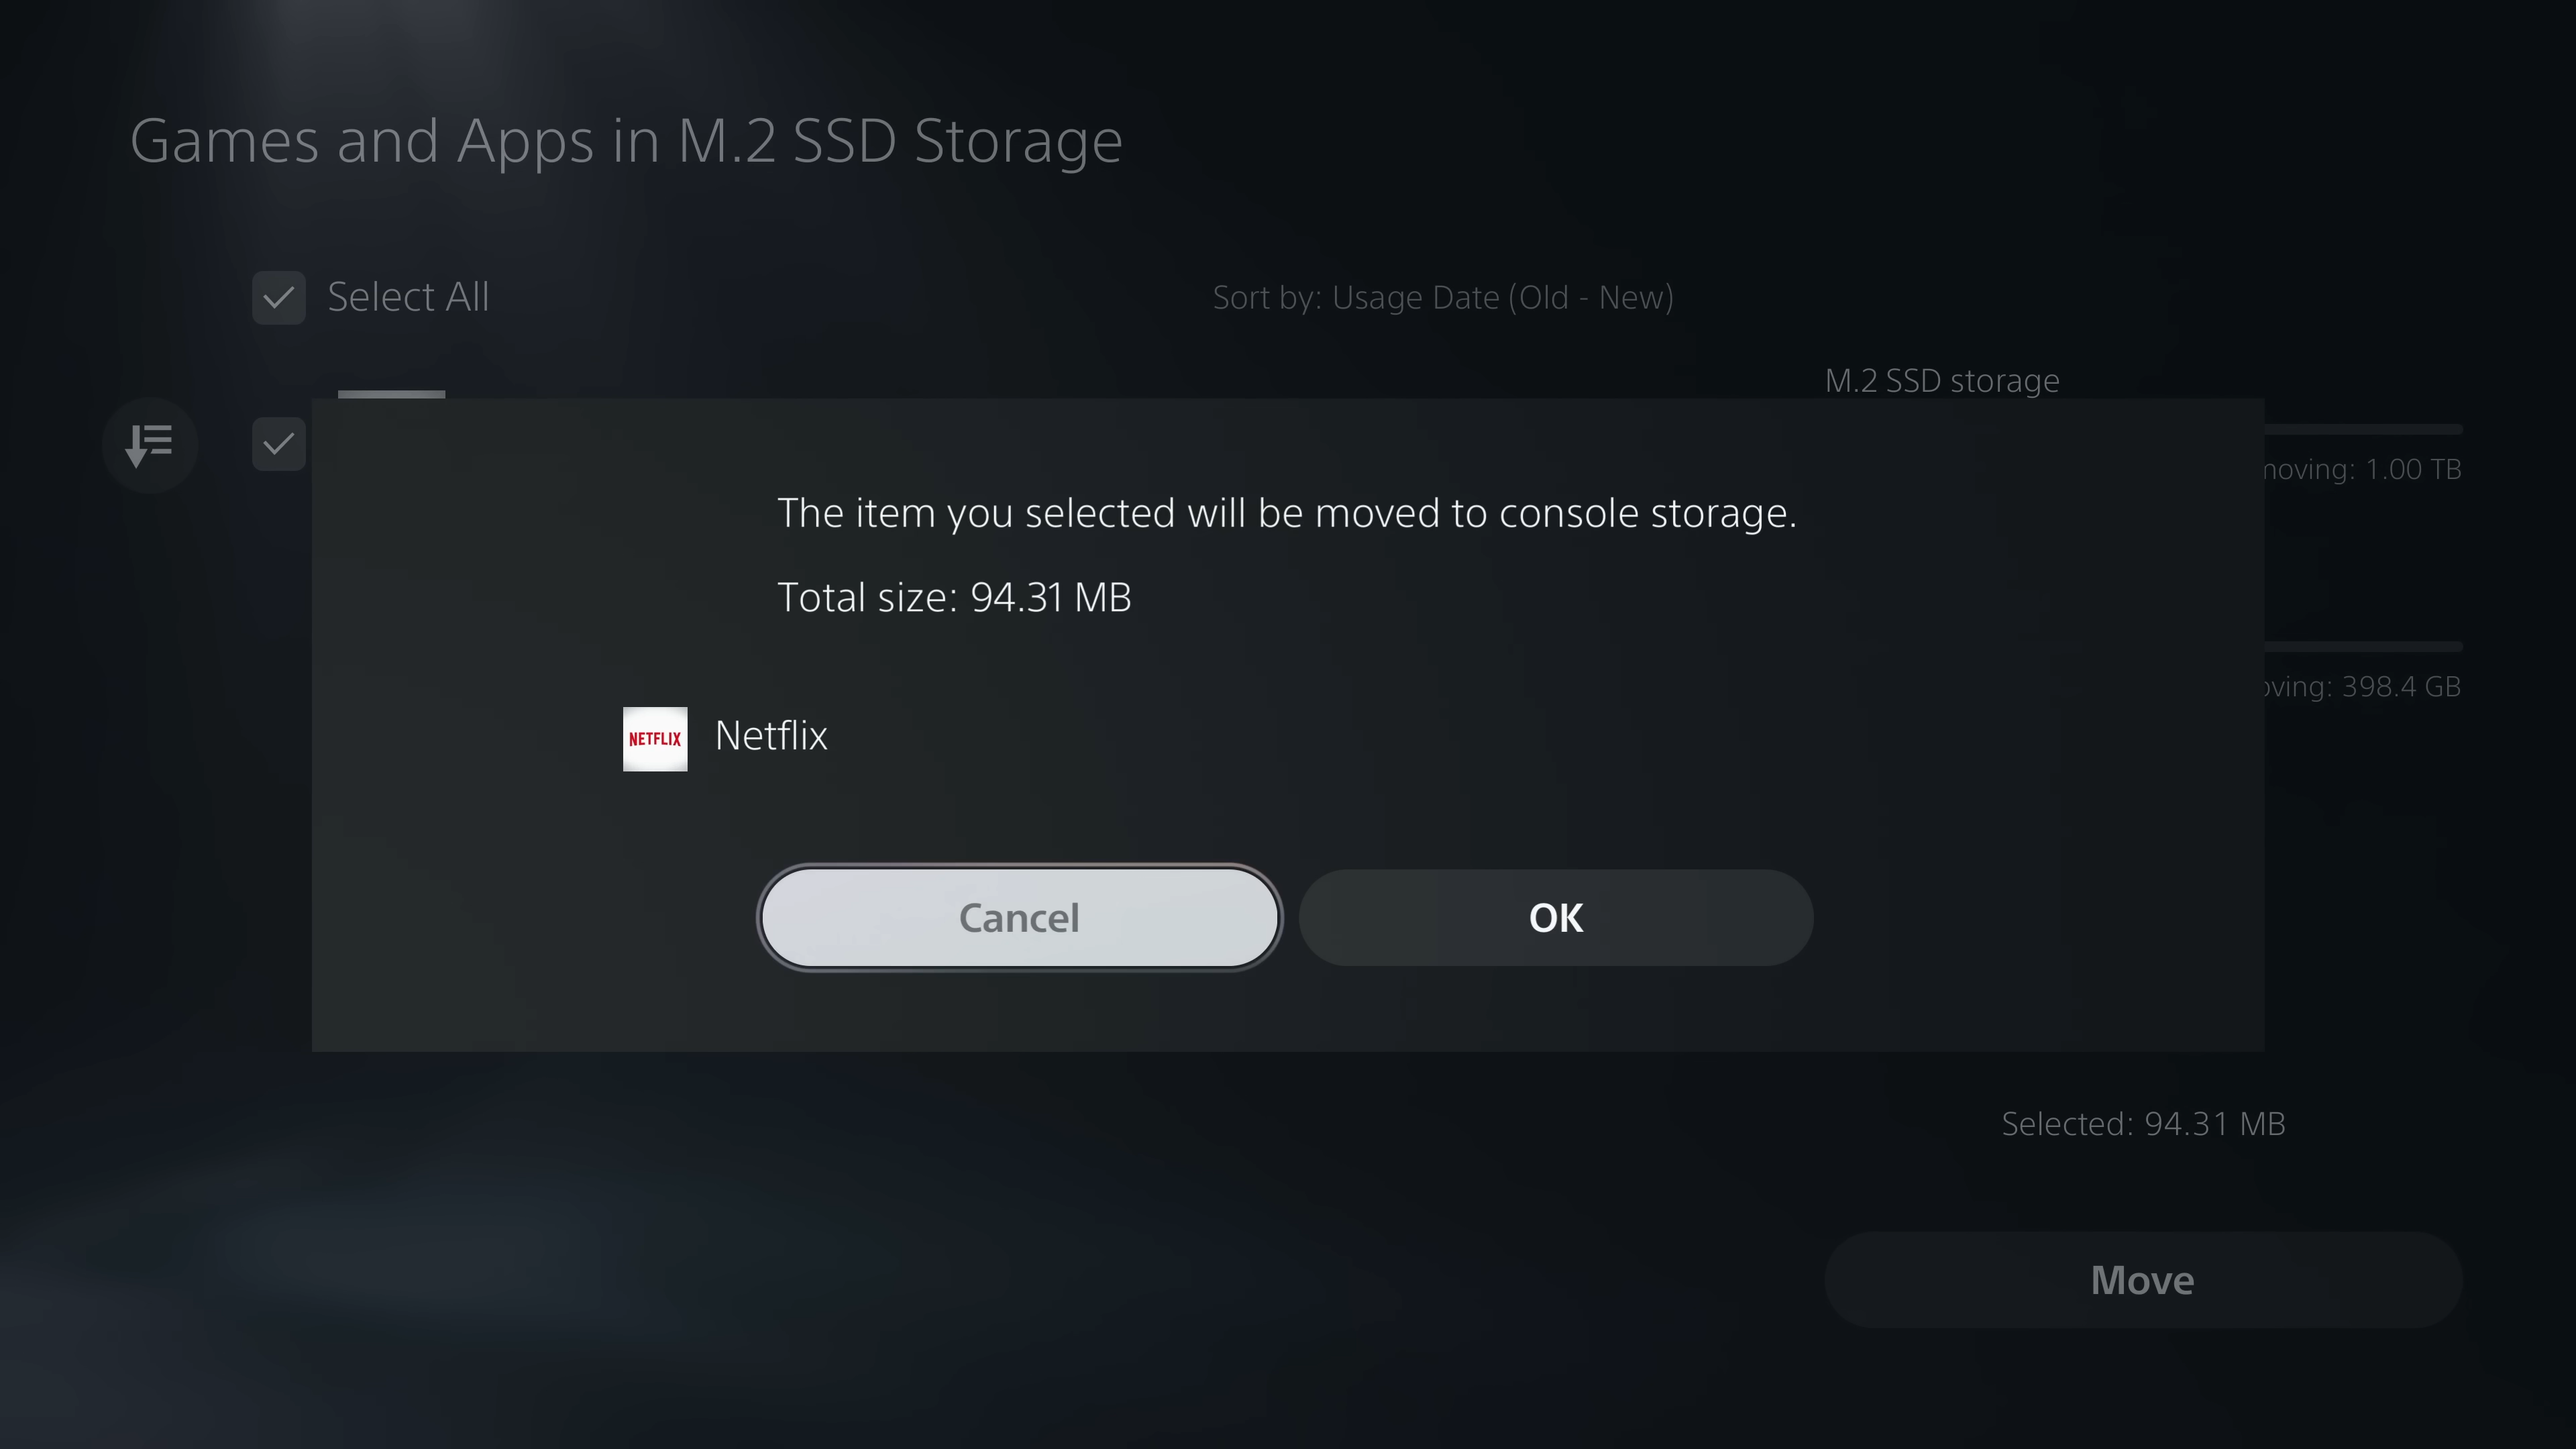 Games and Apps in M.2 SSD Storage
Select All
Sort by: Usage Date (Old - New)
M.2 SSD storage
1.00 TB
398.4 GB
The item you selected will be moved to console storage.
Total size: 94.31 MB
NETFLIX
Netflix
Cancel
OK
Selected: 94.31 MB
Move